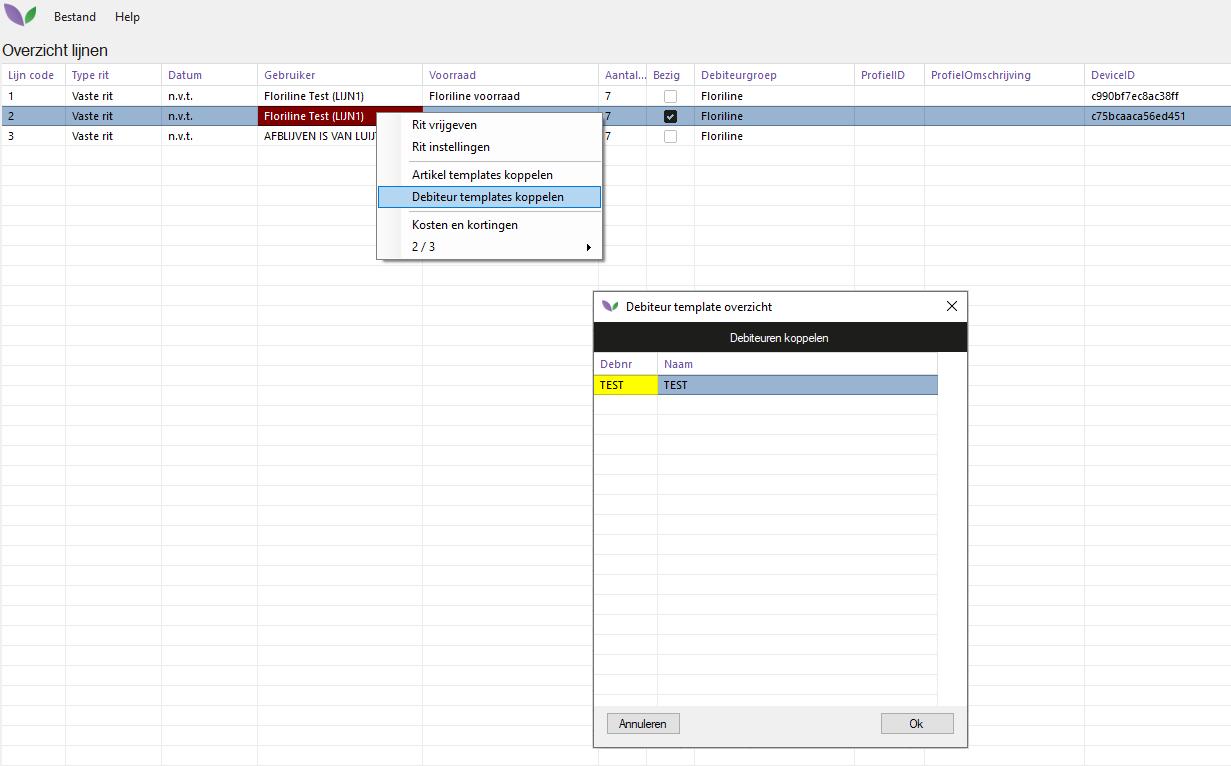 Bestand Help
Overzicht lijnen
Lijn code Type rit Datum Gebruiker Voorraad Aantal... Bezig Debiteurgroep ProfielID ProfielOmschrijving DeviceID
1 Vaste rit n.v.t. Floriline Test (LIJN1) Floriline voorraad 7 Floriline c990bf7ec8ac38ff
2 Vaste rit n.v.t. Floriline Test (LIJN1) 7 Floriline c75bcaaca56ed451
3 Vaste rit n.v.t. AFBLIJVEN IS VAN LUIJ 7 Floriline
Rit vrijgeven
Rit instellingen
Artikel templates koppelen
Debiteur templates koppelen
Kosten en kortingen
2 / 3
Debiteur template overzicht
Debiteuren koppelen
Debnr Naam
TEST TEST
Annuleren Ok